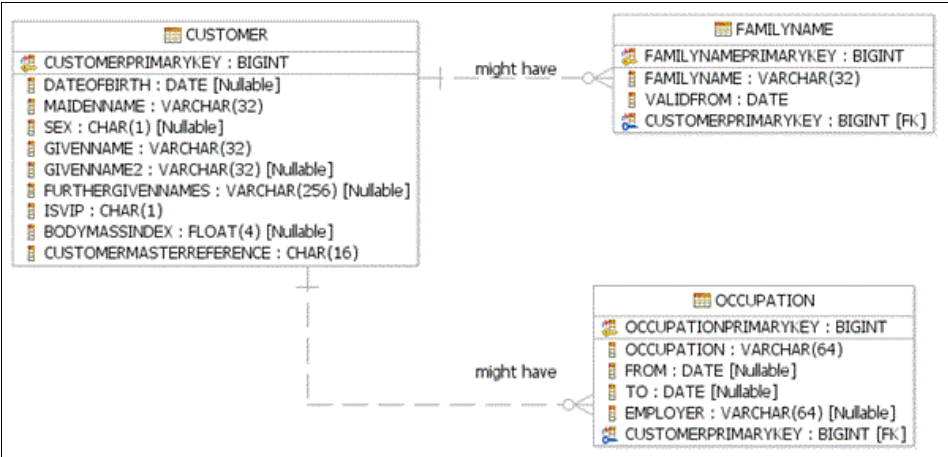 CUSTOMER
CUSTOMERPRIMARYKEY : BIGINT
DATEOFBIRTH : DATE [Nullable]
MAIDENNAME : VARCHAR(32)
SEX : CHAR(1) [Nullable]
GIVENNAME : VARCHAR(32)
GIVENNAME2 : VARCHAR(32) [Nullable]
FURTHERGIVENNAMES : VARCHAR(256) [Nullable]
ISVIP : CHAR(1)
BODYMASSINDEX : FLOAT(4) [Nullable]
CUSTOMERMASTERREFERENCE : CHAR(16)
might have
FAMILYNAME
FAMILYNAMEPRIMARYKEY : BIGINT
FAMILYNAME : VARCHAR(32)
VALIDFROM : DATE
CUSTOMERPRIMARYKEY : BIGINT [FK]
might have
OCCUPATION
OCCUPATIONPRIMARYKEY : BIGINT
OCCUPATION : VARCHAR(64)
FROM : DATE [Nullable]
TO : DATE [Nullable]
EMPLOYER : VARCHAR(64) [Nullable]
CUSTOMERPRIMARYKEY : BIGINT [FK]